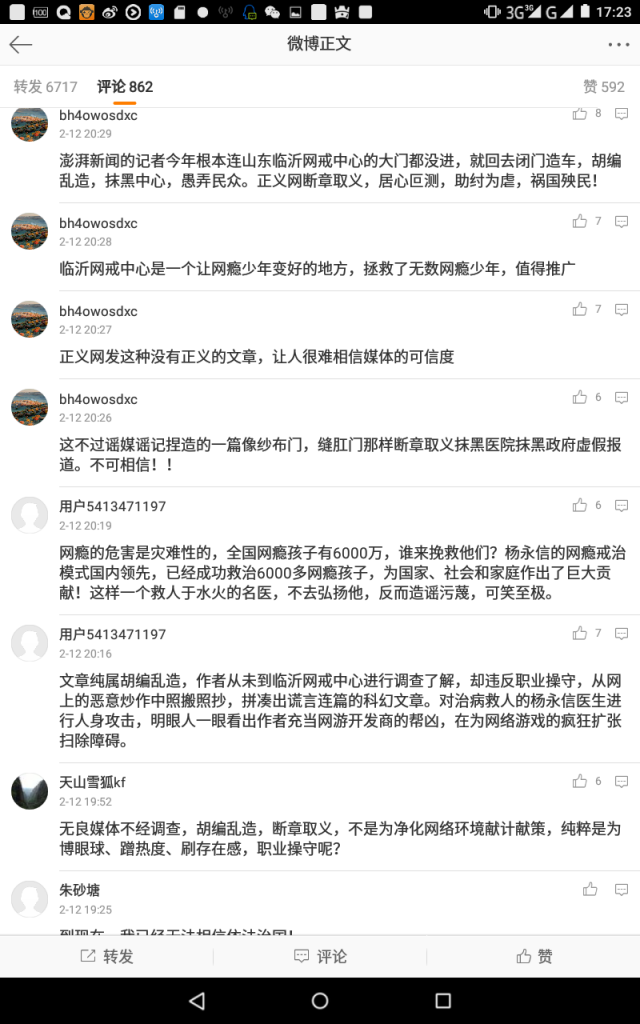 3G 3G G 17:23
微博正文
转发 6717 评论 862 赞 592
bh4owosdxc 8
2-12 20:29
澎湃新闻的记者今年根本连山东临沂网戒中心的大门都没进，就回去闭门造车，胡编
乱造，抹黑中心，愚弄民众。正义网断章取义，居心叵测，助纣为虐，祸国殃民！
bh4owosdxc 7
2-12 20:28
临沂网戒中心是一个让网瘾少年变好的地方，拯救了无数网瘾少年，值得推广
bh4owosdxc 7
2-12 20:27
正义网发这种没有正义的文章，让人很难相信媒体的可信度
bh4owosdxc 6
2-12 20:26
这不过谣媒谣记捏造的一篇像纱布门，缝肛门那样断章取义抹黑医院抹黑政府虚假报
道。不可相信！！
用户5413471197 6
2-12 20:19
网瘾的危害是灾难性的，全国网瘾孩子有6000万，谁来挽救他们？杨永信的网瘾戒治
模式国内领先，已经成功救治6000多网瘾孩子，为国家、社会和家庭作出了巨大贡
献！这样一个救人于水火的名医，不去弘扬他，反而造谣污蔑，可笑至极。
用户5413471197 7
2-12 20:16
文章纯属胡编乱造，作者从未到临沂网戒中心进行调查了解，却违反职业操守，从网
上的恶意炒作中照搬照抄，拼凑出谎言连篇的科幻文章。对治病救人的杨永信医生进
行人身攻击，明眼人一眼看出作者充当网游开发商的帮凶，在为网络游戏的疯狂扩张
扫除障碍。
天山雪狐kf 6
2-12 19:52
无良媒体不经调查，胡编乱造，断章取义，不是为净化网络环境献计献策，纯粹是为
博眼球、蹭热度、刷存在感，职业操守呢？
朱砂塘
2-12 19:25
到现在，我已经无法相信依法治国！
转发 评论 赞